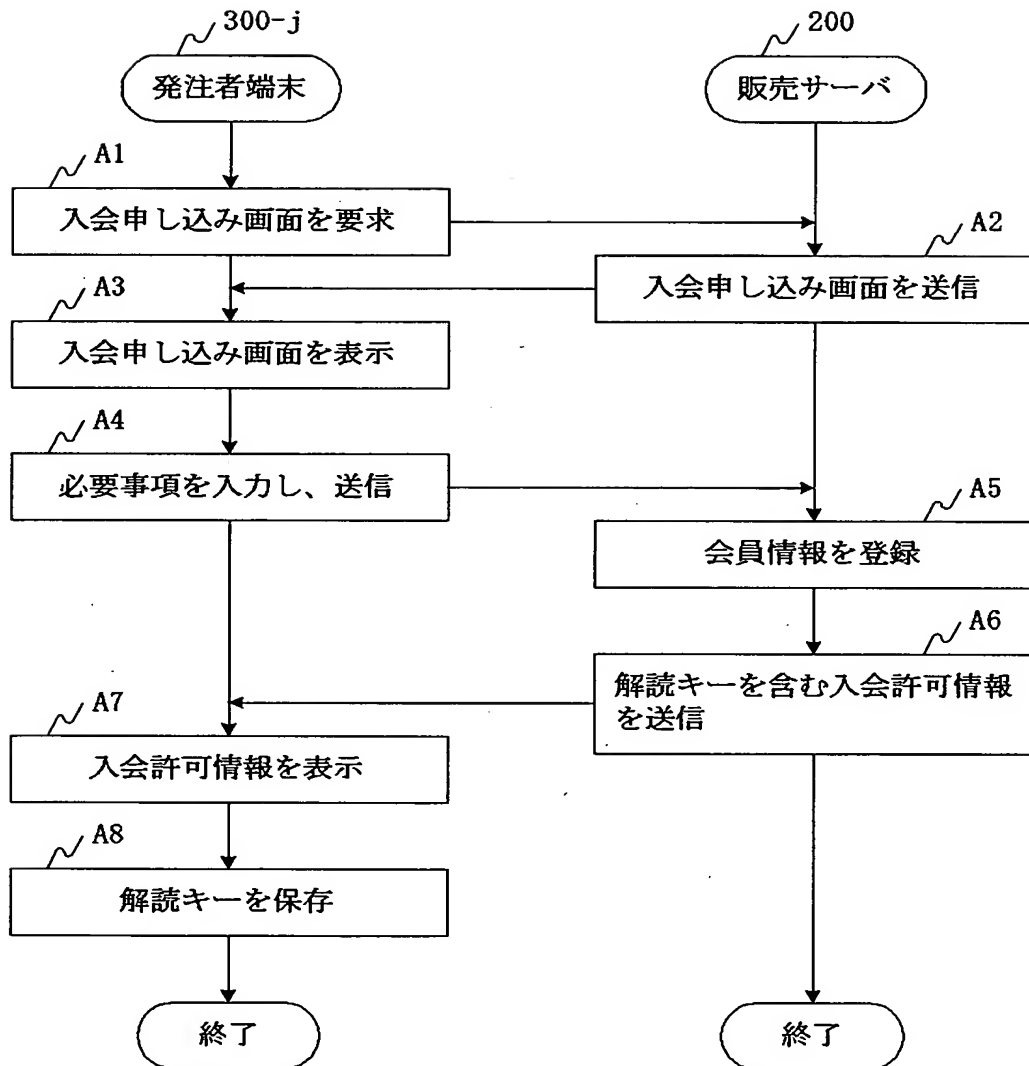 300-j
200
発注者端末
販売サーバ
A1
入会申し込み画面を要求
A2
入会申し込み画面を送信
A3
入会申し込み画面を表示
A4
必要事項を入力し、送信
A5
会員情報を登録
A6
解読キーを含む入会許可情報
を送信
A7
入会許可情報を表示
A8
解読キーを保存
終了
終了